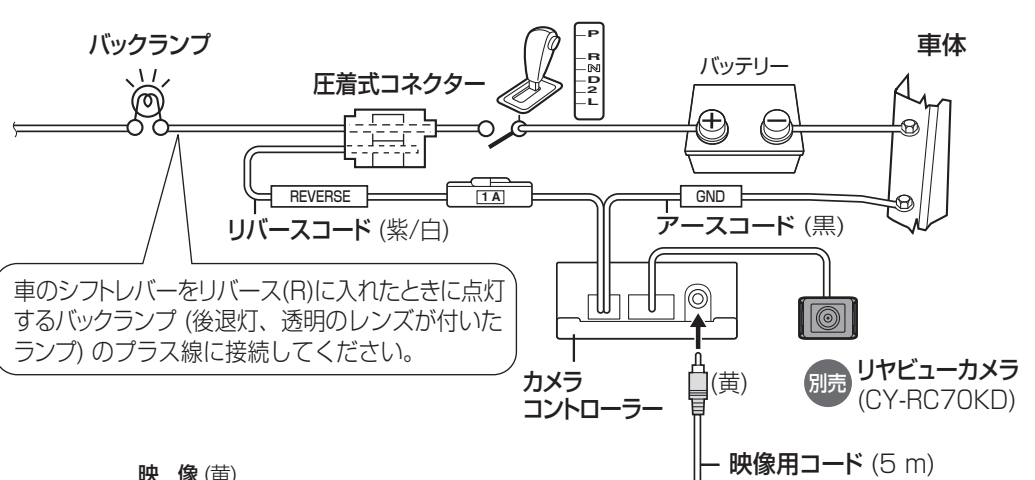 バックランプ
圧着式コネクター
P
R
N
D
2
L
バッテリー
車体
REVERSE
1 A
GND
リバースコード (紫/白)
アースコード (黒)
車のシフトレバーをリバース(R)に入れたときに点灯
するバックランプ (後退灯、透明のレンズが付いた
ランプ) のプラス線に接続してください。
カメラ
コントローラー
(黄)
別売
リヤビューカメラ
(CY-RC70KD)
映像用コード (5 m)
映 像 (黄)